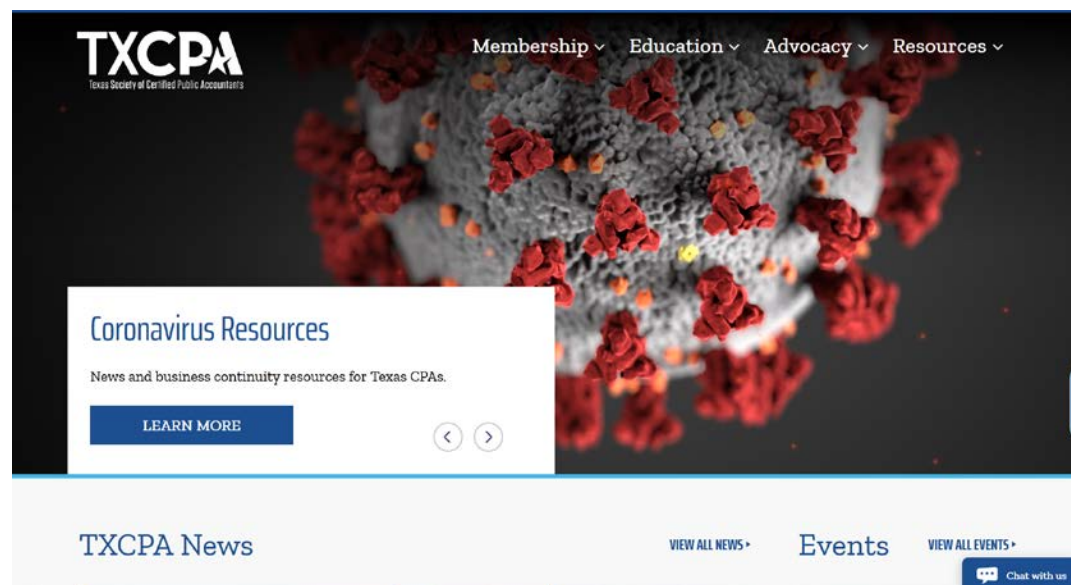 TXCPA
Texas Society of Certified Public Accountants
Membership Education Advocacy Resources
Coronavirus Resources
News and business continuity resources for Texas CPAs.
LEARN MORE
TXCPA News
VIEW ALL NEWS
Events
VIEW ALL EVENTS
Chat with us